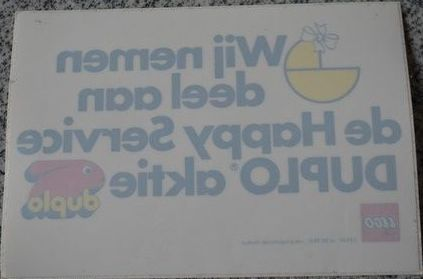 Wij nemen
deel aan
de Happy Service
DUPLO® aktie
duplo
LEGO